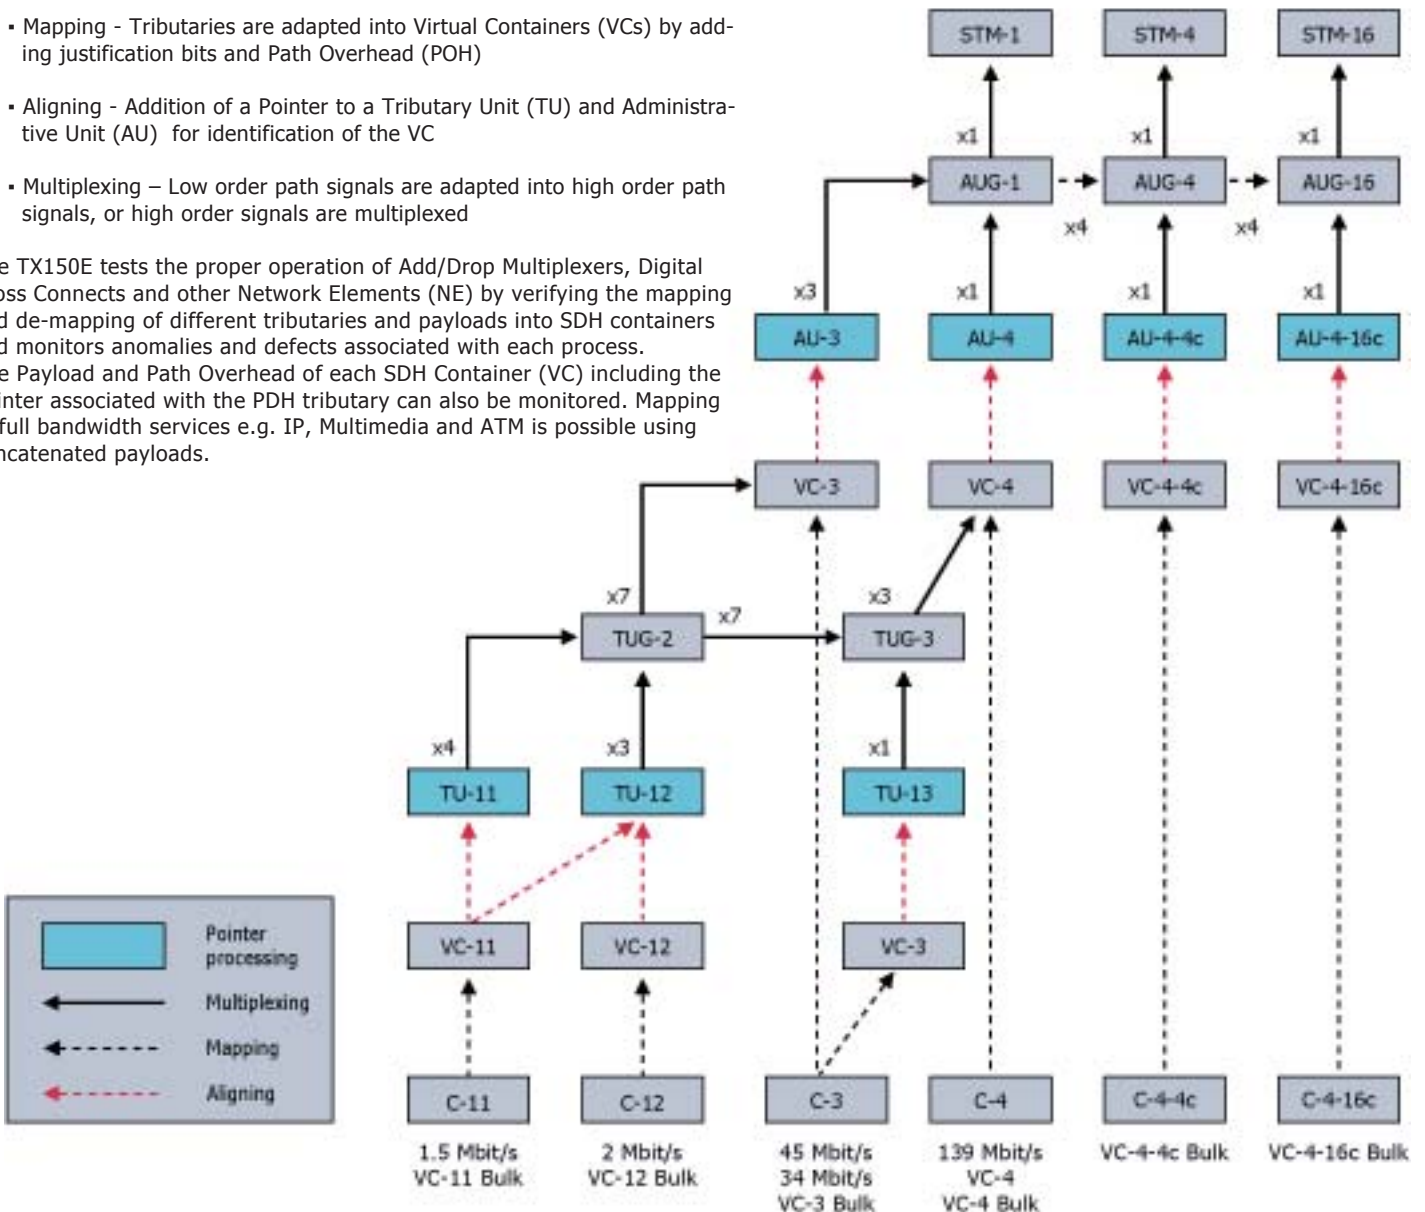 ▪ Mapping - Tributaries are adapted into Virtual Containers (VCs) by add-
ing justification bits and Path Overhead (POH)
▪ Aligning - Addition of a Pointer to a Tributary Unit (TU) and Administra-
tive Unit (AU) for identification of the VC
▪ Multiplexing – Low order path signals are adapted into high order path
signals, or high order signals are multiplexed
e TX150E tests the proper operation of Add/Drop Multiplexers, Digital
oss Connects and other Network Elements (NE) by verifying the mapping
d de-mapping of different tributaries and payloads into SDH containers
d monitors anomalies and defects associated with each process.
e Payload and Path Overhead of each SDH Container (VC) including the
inter associated with the PDH tributary can also be monitored. Mapping
full bandwidth services e.g. IP, Multimedia and ATM is possible using
ncatenated payloads.
STM-1 STM-4 STM-16
x1 x1 x1
AUG-1 AUG-4 AUG-16
x4 x4
x3 x1 x1 x1
AU-3 AU-4 AU-4-4c AU-4-16c
VC-3 VC-4 VC-4-4c VC-4-16c
x7 x7 x3
TUG-2 TUG-3
x4 x3 x1
TU-11 TU-12 TU-13
VC-11 VC-12 VC-3
C-11 C-12 C-3 C-4 C-4-4c C-4-16c
1.5 Mbit/s
VC-11 Bulk
2 Mbit/s
VC-12 Bulk
45 Mbit/s
34 Mbit/s
VC-3 Bulk
139 Mbit/s
VC-4
VC-4 Bulk
VC-4-4c Bulk
VC-4-16c Bulk
Pointer
processing
Multiplexing
Mapping
Aligning